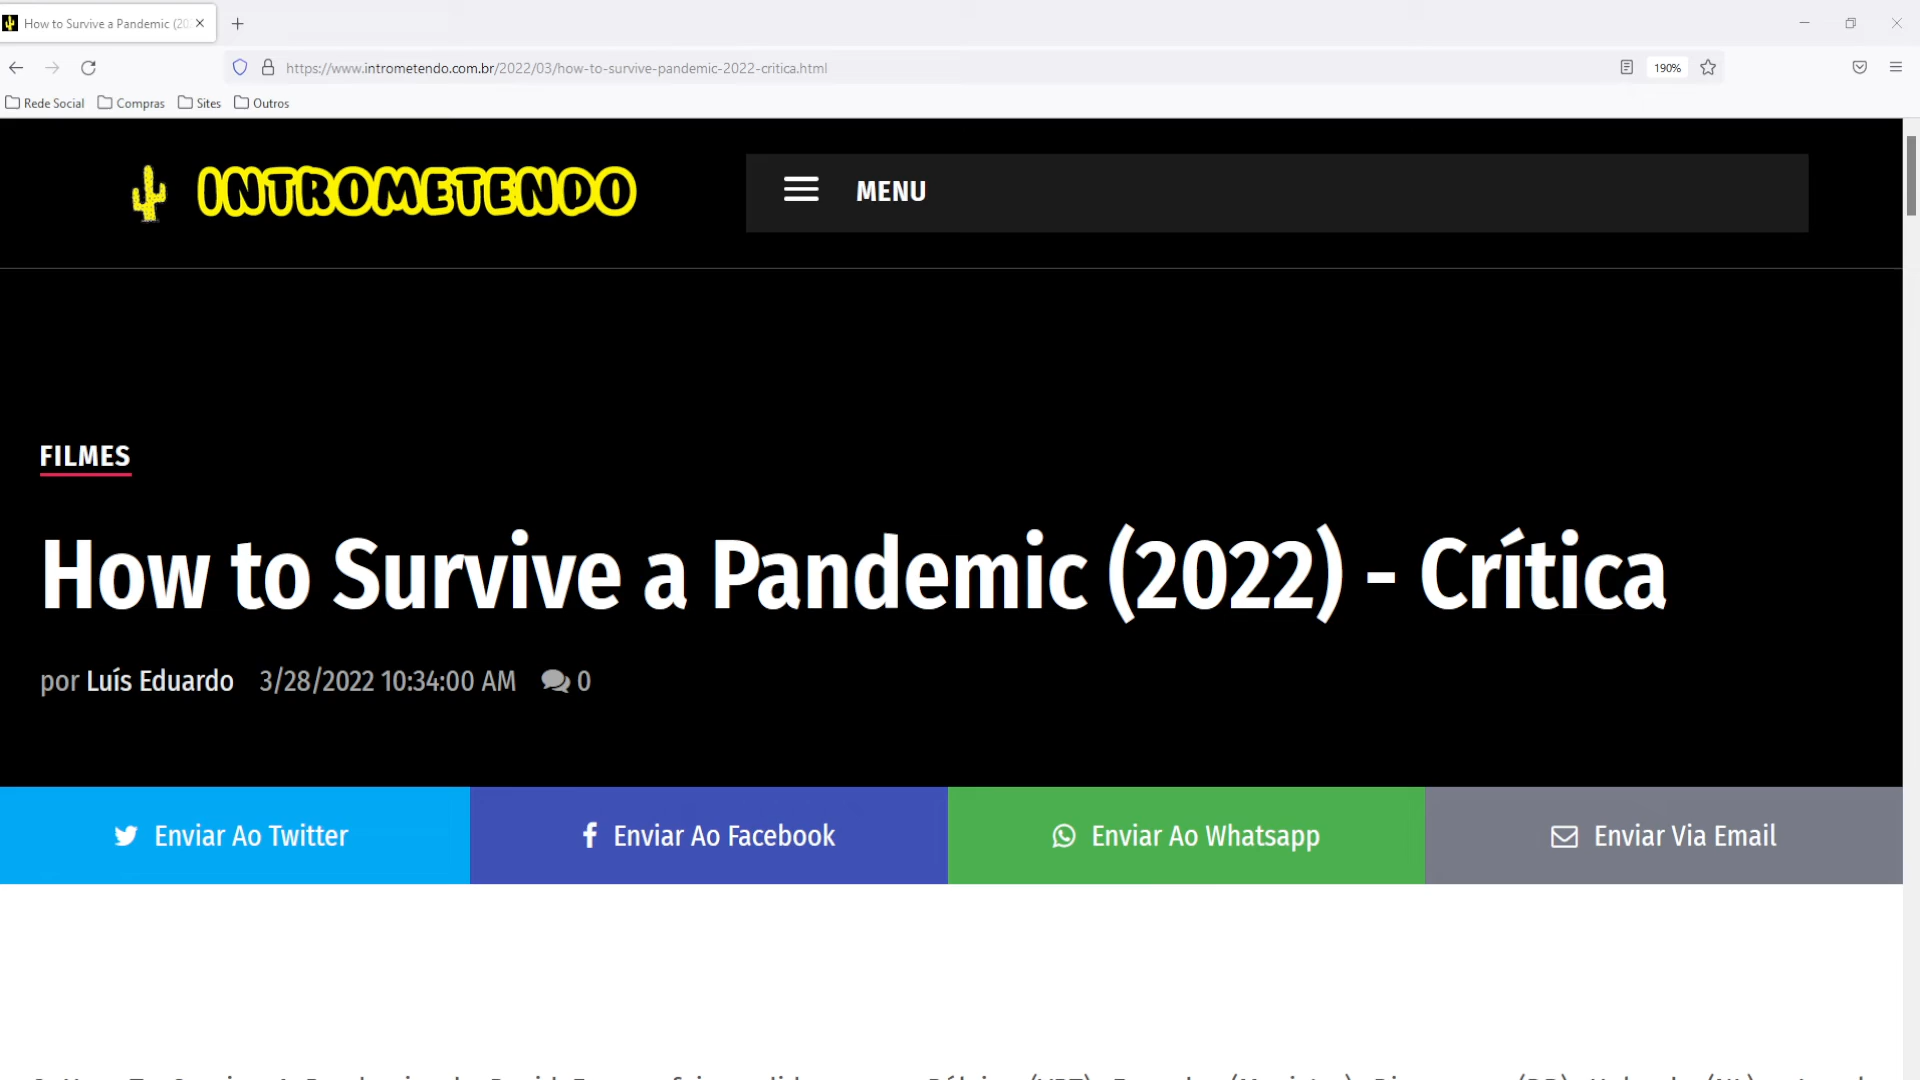 How to Survive a Pandemic (20
https://www.intrometendo.com.br/2022/03/how-to-survive-pandemic-2022-critica.html
190%
Rede Social Compras Sites Outros
INTROMETENDO
MENU
FILMES
How to Survive a Pandemic (2022) - Crítica
por Luís Eduardo 3/28/2022 10:34:00 AM 0
Enviar Ao Twitter
Enviar Ao Facebook
Enviar Ao Whatsapp
Enviar Via Email